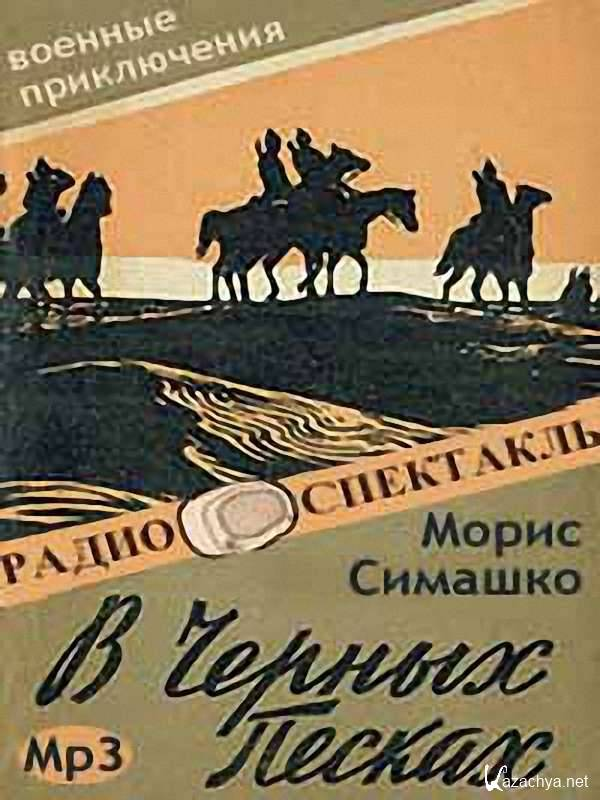 военные
приключения
РАДИО СПЕКТАКЛЬ
Морис
Симашко
В Черных
Песках
Mp3
Kazachya.net